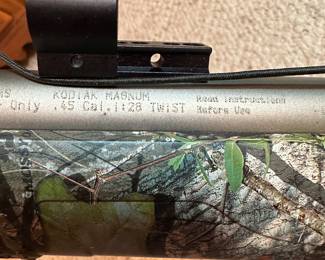 KODIAK MAGNUM Read instructions
Only .45 Cal. 1:28 TWIST Before Use